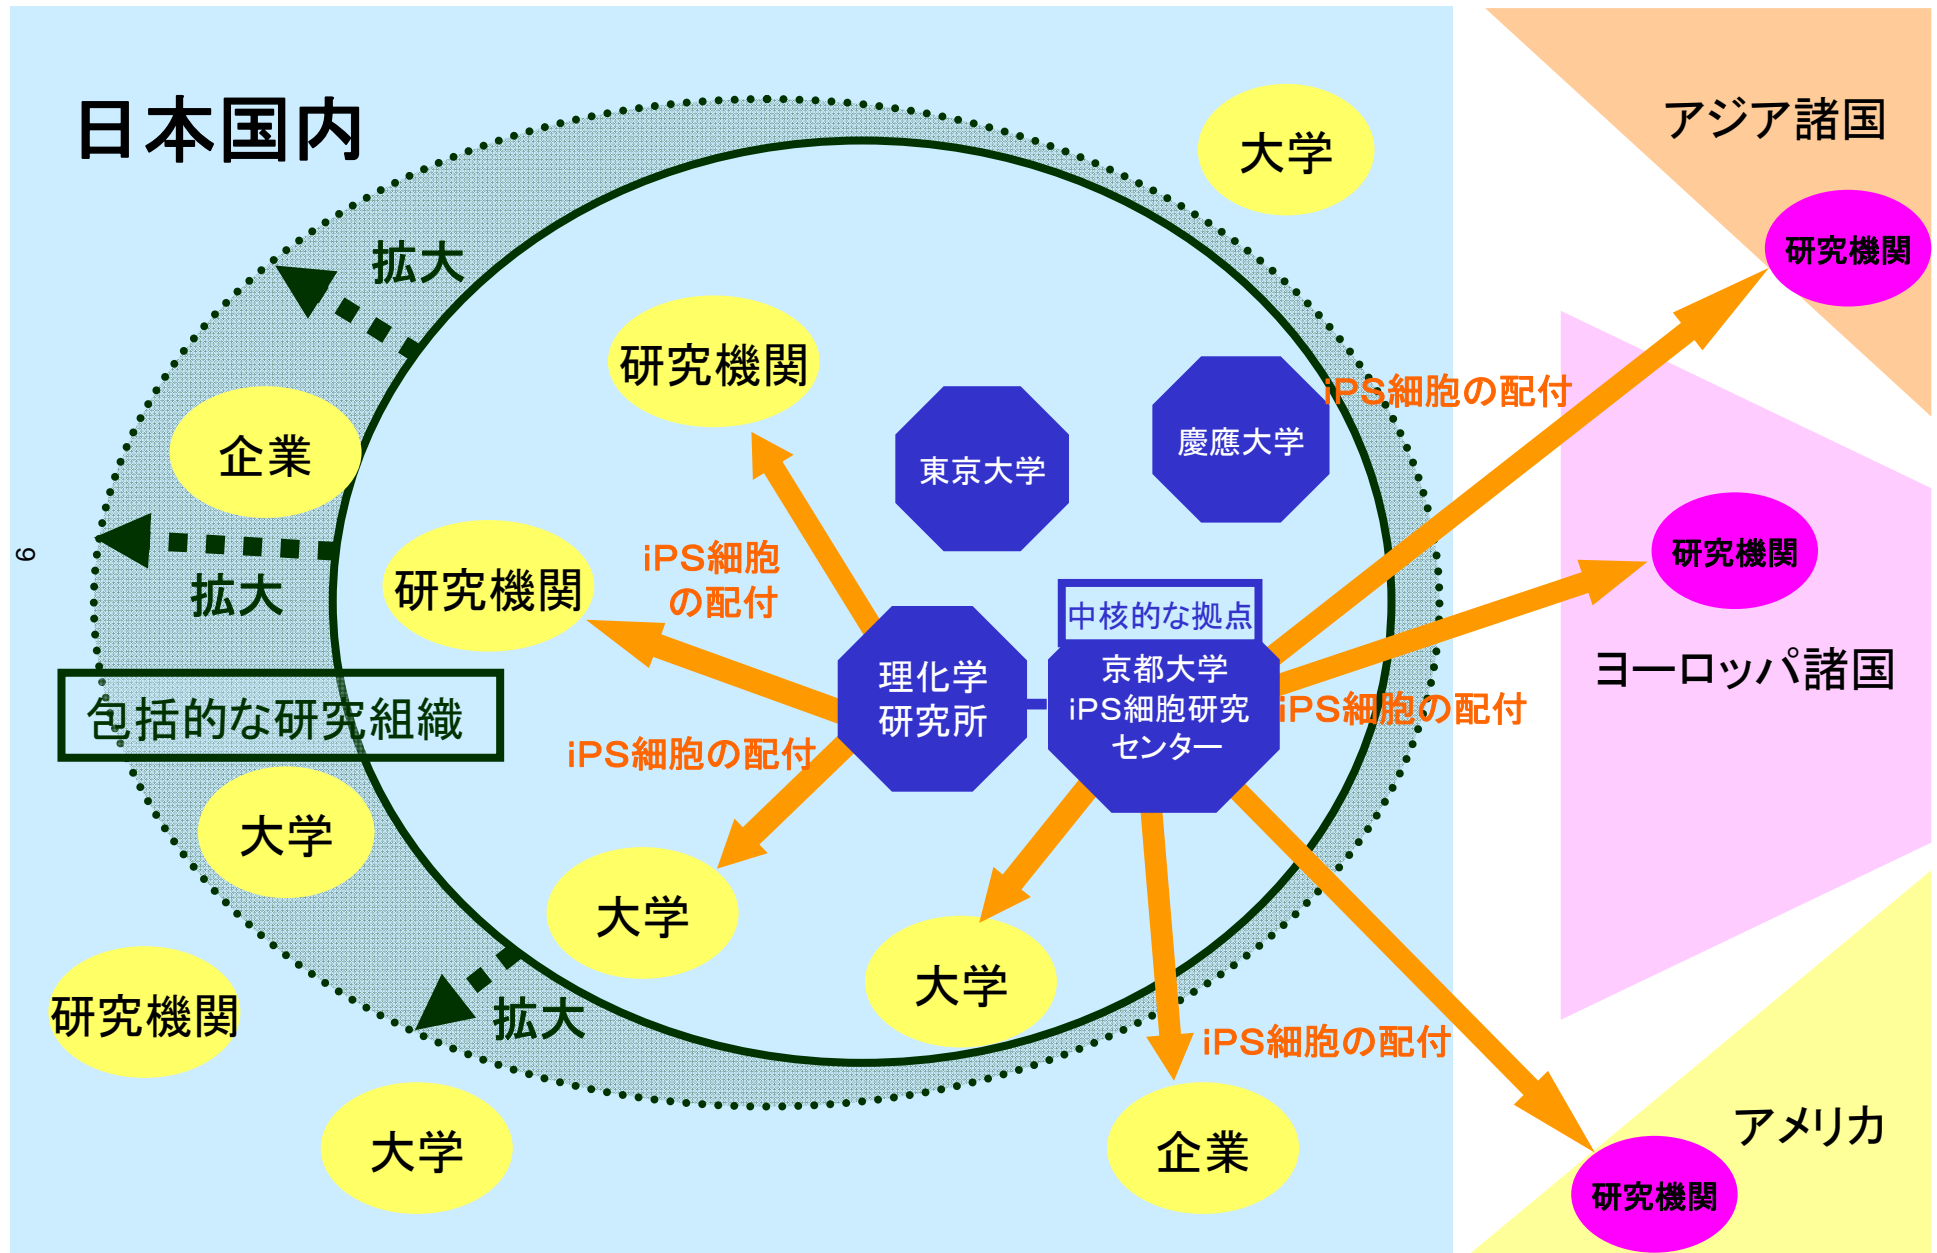 日本国内
アジア諸国
大学
研究機関
拡大
研究機関
iPS細胞の配付
慶應大学
東京大学
企業
研究機関
iPS細胞
の配付
研究機関
拡大
中核的な拠点
ヨーロッパ諸国
京都大学
iPS細胞研究
センター
理化学
研究所
iPS細胞の配付
包括的な研究組織
iPS細胞の配付
大学
大学
大学
研究機関
拡大
iPS細胞の配付
アメリカ
大学
企業
研究機関
9